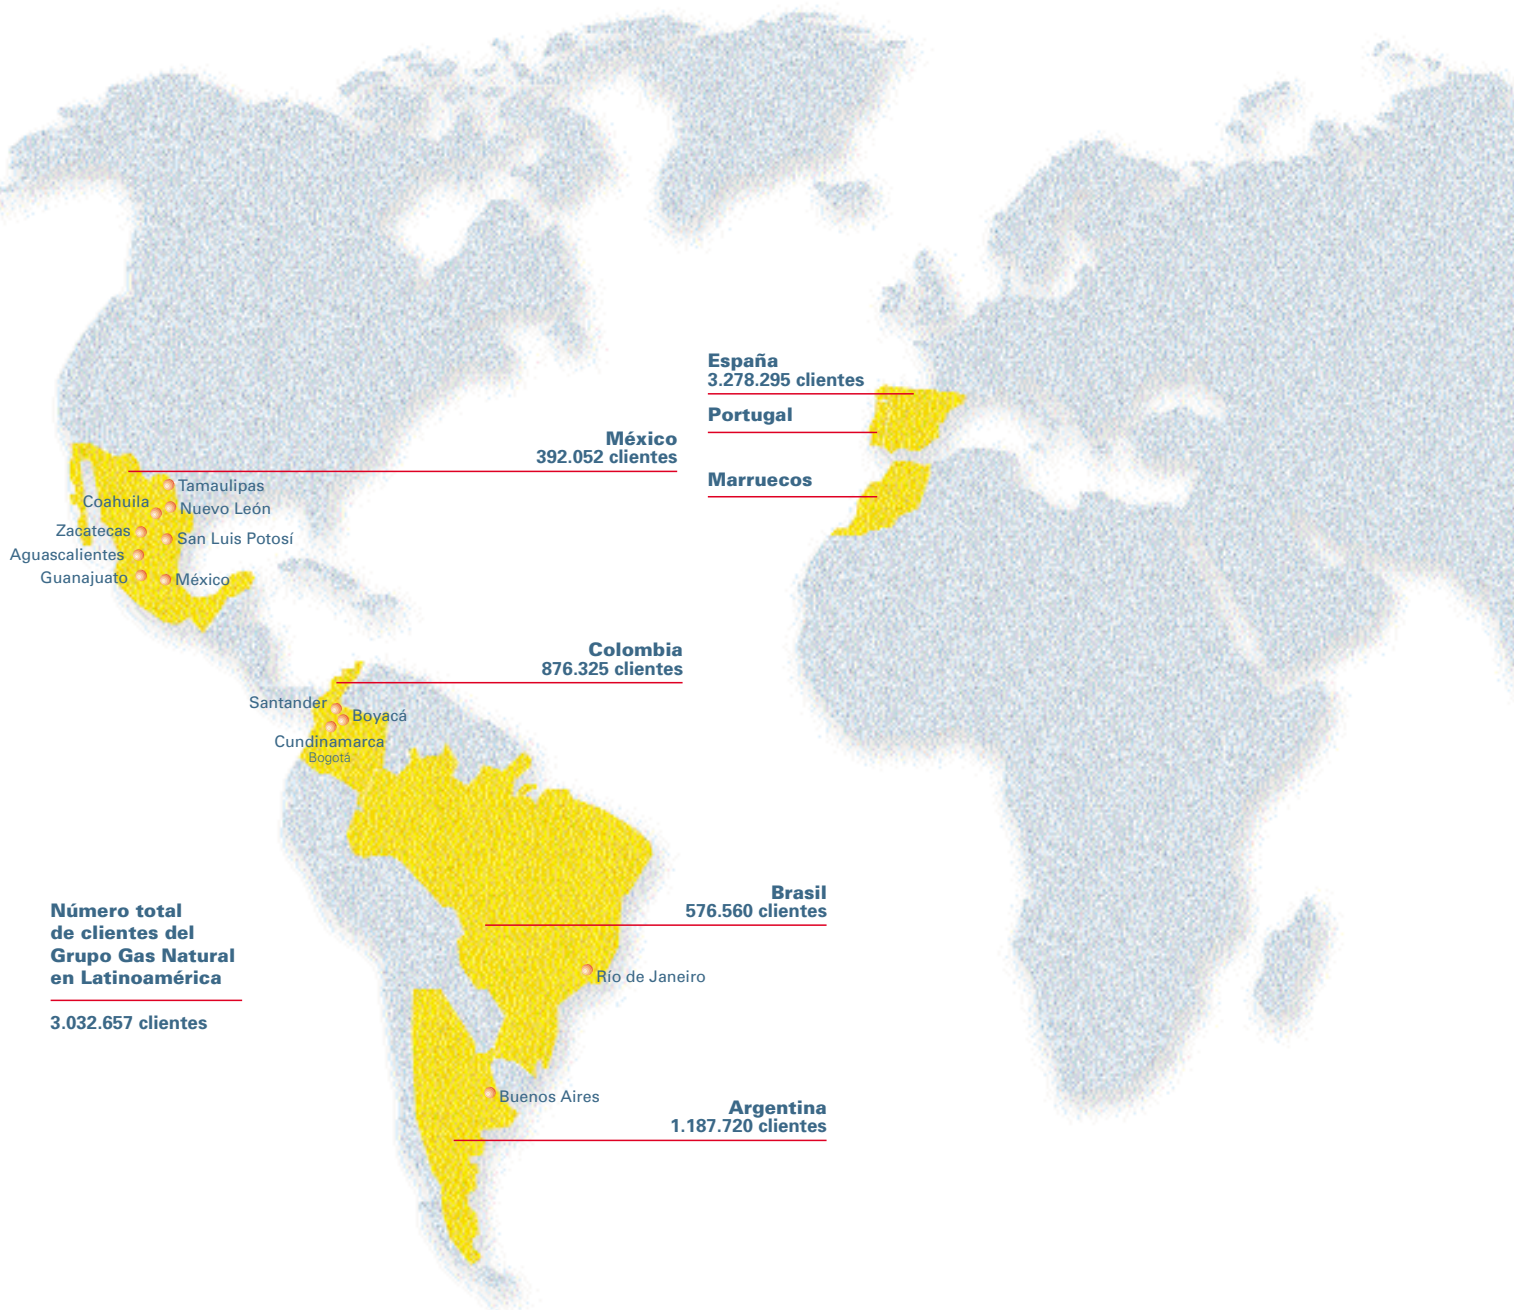 España
3.278.295 clientes
Portugal
Marruecos
México
392.052 clientes
Tamaulipas
Coahuila
Nuevo León
Zacatecas
San Luis Potosí
Aguascalientes
Guanajuato
México
Colombia
876.325 clientes
Santander
Boyacá
Cundinamarca
Bogotá
Brasil
576.560 clientes
Río de Janeiro
Número total
de clientes del
Grupo Gas Natural
en Latinoamérica
3.032.657 clientes
Buenos Aires
Argentina
1.187.720 clientes